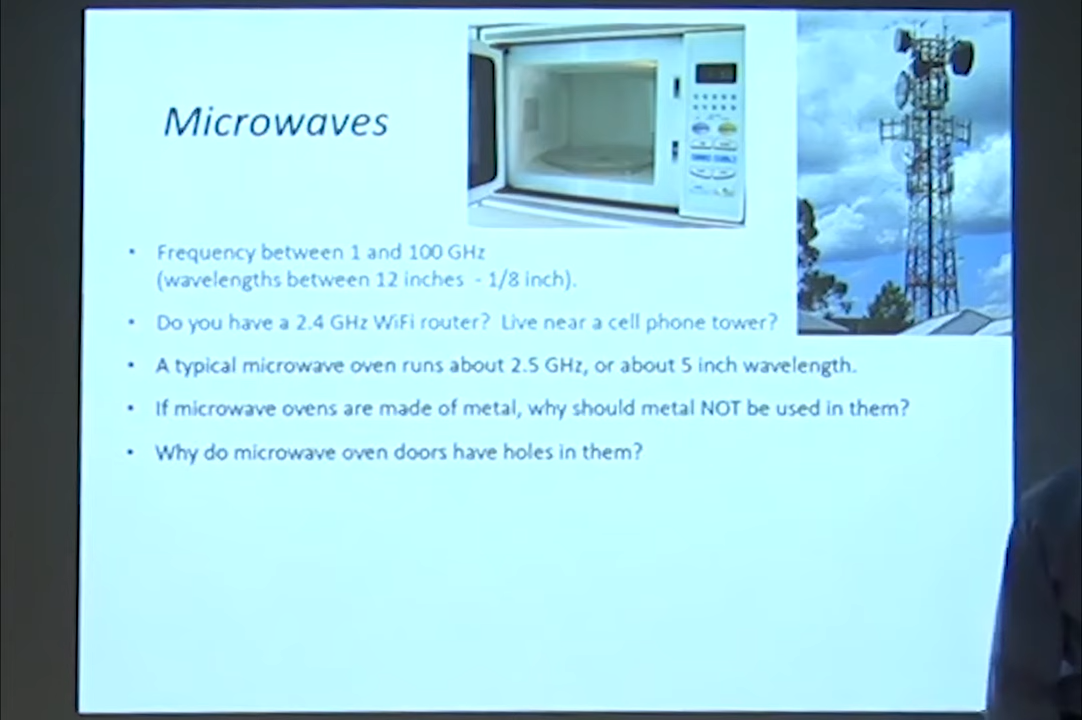 Microwaves
• Frequency between 1 and 100 GHz
(wavelengths between 12 inches - 1/8 inch).
• Do you have a 2.4 GHz WiFi router? Live near a cell phone tower?
• A typical microwave oven runs about 2.5 GHz, or about 5 inch wavelength.
• If microwave ovens are made of metal, why should metal NOT be used in them?
• Why do microwave oven doors have holes in them?